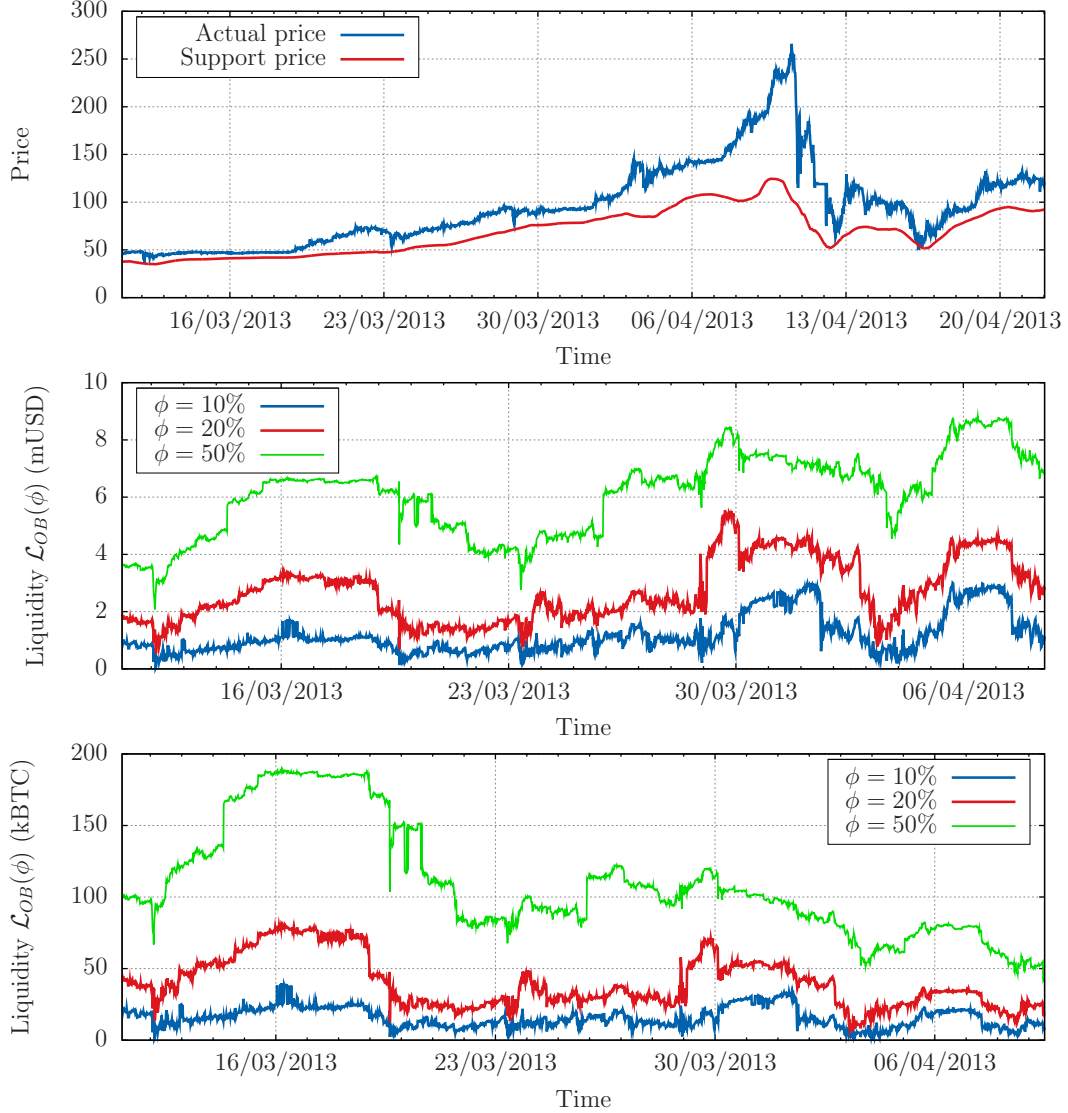 Actual price
Support price
Price
300
250
200
150
100
50
0
16/03/2013 23/03/2013 30/03/2013 06/04/2013 13/04/2013 20/04/2013
Time
ϕ = 10%
ϕ = 20%
ϕ = 50%
Liquidity ℒ_OB(ϕ) (mUSD)
10
8
6
4
2
0
16/03/2013 23/03/2013 30/03/2013 06/04/2013
Time
ϕ = 10%
ϕ = 20%
ϕ = 50%
Liquidity ℒ_OB(ϕ) (kBTC)
200
150
100
50
0
16/03/2013 23/03/2013 30/03/2013 06/04/2013
Time